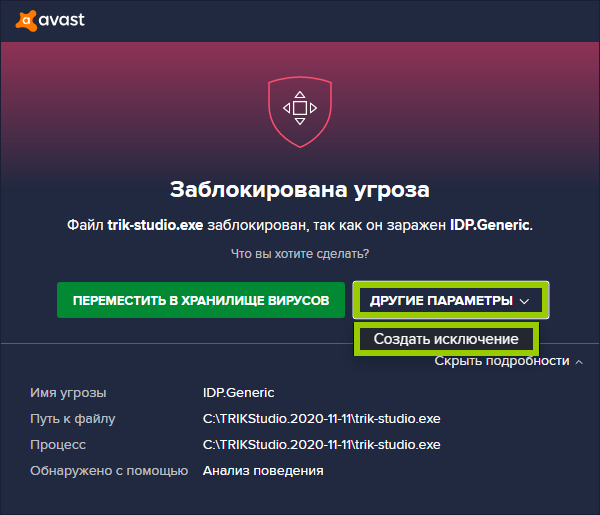 avast
Заблокирована угроза
Файл trik-studio.exe заблокирован, так как он заражен IDP.Generic.
Что вы хотите сделать?
ПЕРЕМЕСТИТЬ В ХРАНИЛИЩЕ ВИРУСОВ ДРУГИЕ ПАРАМЕТРЫ
Создать исключение
Скрыть подробности
Имя угрозы IDP.Generic
Путь к файлу C:\TRIKStudio.2020-11-11\trik-studio.exe
Процесс C:\TRIKStudio.2020-11-11\trik-studio.exe
Обнаружено с помощью Анализ поведения